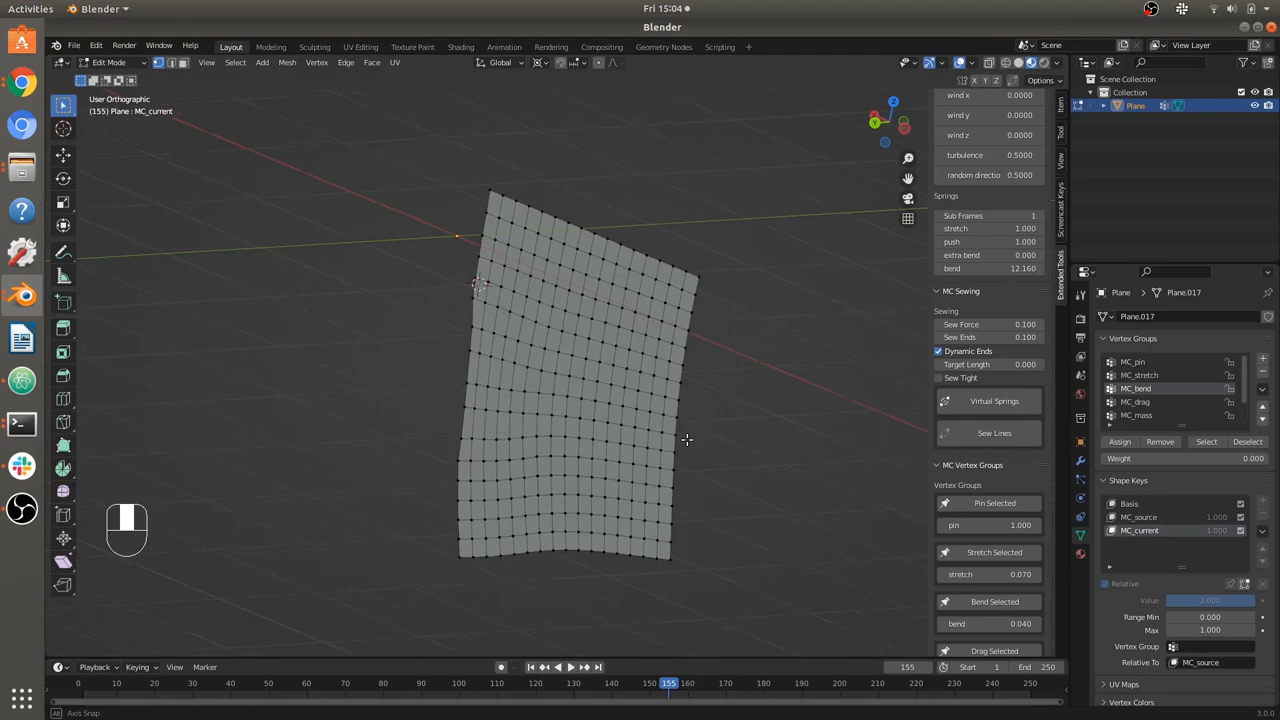 Activities Blender Fri 15:04
Blender
File Edit Render Window Help Layout Modeling Sculpting UV Editing Texture Paint Shading Animation Rendering Compositing Geometry Nodes Scripting + Scene View Layer
Edit Mode View Select Add Mesh Vertex Edge Face UV Global
X Y Z Options
Scene Collection
Collection
Plane
User Orthographic
(155) Plane : MC_current
Z
Y
Item
Tool
View
Screencast Keys
Extended Tools
wind x 0.0000
wind y 0.0000
wind z 0.0000
turbulence 0.5000
random directio 0.5000
Springs
Sub Frames 1
stretch 1.000
push 1.000
extra bend 0.000
bend 12.160
MC Sewing
Sewing
Sew Force 0.100
Sew Ends 0.100
Dynamic Ends
Target Length 0.000
Sew Tight
Virtual Springs
Sew Lines
MC Vertex Groups
Vertex Groups
Pin Selected
pin 1.000
Stretch Selected
stretch 0.070
Bend Selected
bend 0.040
Drag Selected
Plane Plane.017
Plane.017
Vertex Groups
MC_pin
MC_stretch
MC_bend
MC_drag
MC_mass
Assign Remove Select Deselect
Weight 0.000
Shape Keys
Basis
MC_source 1.000
MC_current 1.000
Relative
Value 1.000
Range Min 0.000
Max 1.000
Vertex Group
Relative To MC_source
UV Maps
Vertex Colors
Playback Keying View Marker 155 Start 1 End 250
0 10 20 30 40 50 60 70 80 90 100 110 120 130 140 150 155 160 170 180 190 200 210 220 230 240 250
Alt Axis Snap 3.0.0